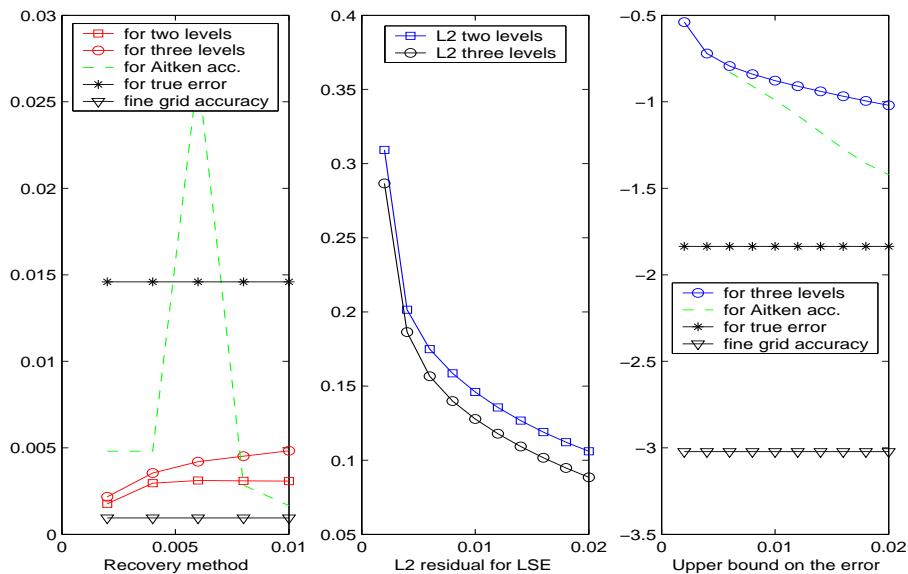 0.03
0.025
0.02
0.015
0.01
0.005
0
0
0.005
0.01
for two levels
for three levels
for Aitken acc.
for true error
fine grid accuracy
Recovery method
0.4
0.35
0.3
0.25
0.2
0.15
0.1
0.05
0
0.01
0.02
L2 two levels
L2 three levels
L2 residual for LSE
−0.5
−1
−1.5
−2
−2.5
−3
−3.5
0
0.01
0.02
for three levels
for Aitken acc.
for true error
fine grid accuracy
Upper bound on the error